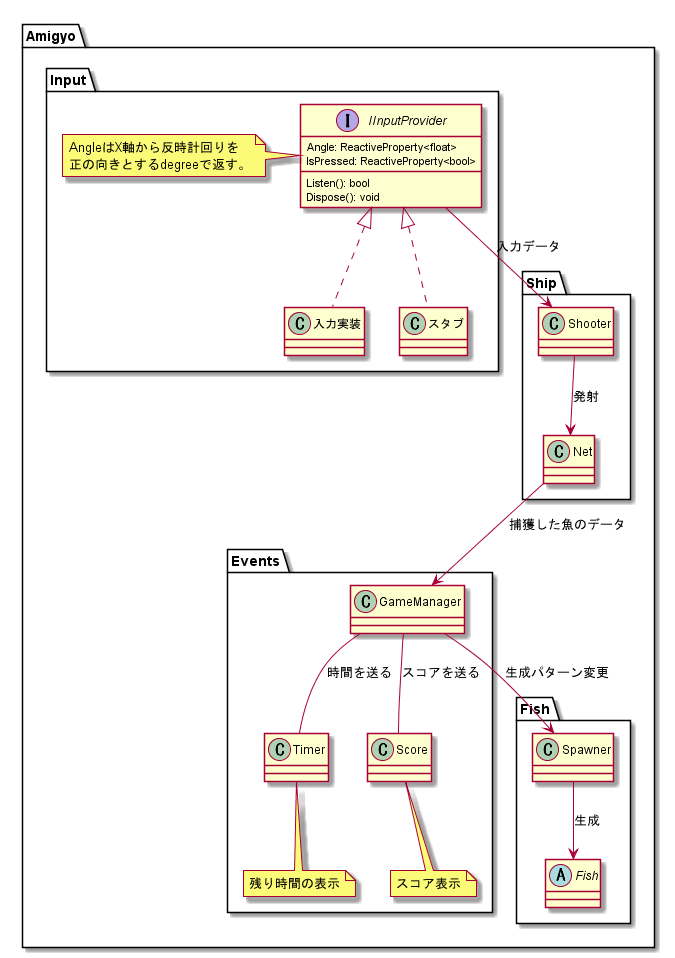 Amigyo
Input
I
IInputProvider
Angle: ReactiveProperty<float>
IsPressed: ReactiveProperty<bool>
Listen(): bool
Dispose(): void
AngleはX軸から反時計回りを
正の向きとするdegreeで返す。
入力データ
C
入力実装
C
スタブ
Ship
C
Shooter
発射
C
Net
捕獲した魚のデータ
Events
C
GameManager
時間を送る
スコアを送る
生成パターン変更
C
Timer
C
Score
Fish
C
Spawner
生成
残り時間の表示
スコア表示
A
Fish